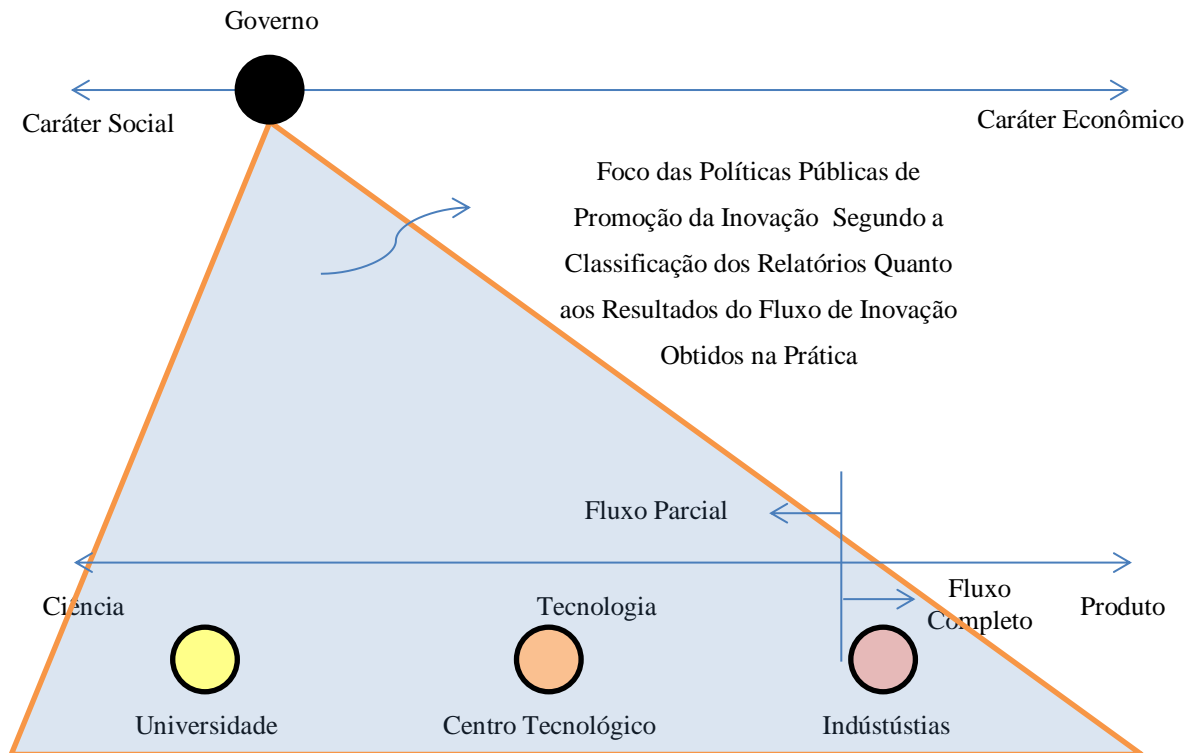 Governo
Caráter Social
Caráter Econômico
Foco das Políticas Públicas de
Promoção da Inovação Segundo a
Classificação dos Relatórios Quanto
aos Resultados do Fluxo de Inovação
Obtidos na Prática
Fluxo Parcial
Ciência
Tecnologia
Fluxo
Completo
Produto
Universidade
Centro Tecnológico
Indústústias